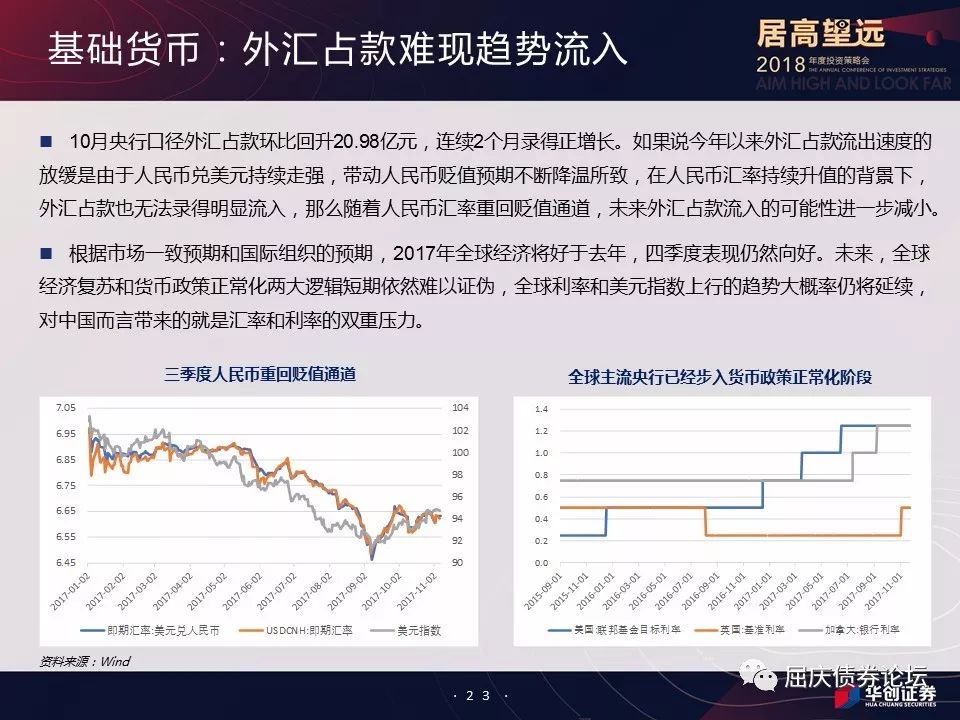 基础货币：外汇占款难现趋势流入
居高望远
2018 年度投资策略会
THE ANNUAL CONFERENCE OF INVESTMENT STRATEGIES
AIM HIGH AND LOOK FAR
10月央行口径外汇占款环比回升20.98亿元，连续2个月录得正增长。如果说今年以来外汇占款流出速度的
放缓是由于人民币兑美元持续走强，带动人民币贬值预期不断降温所致，在人民币汇率持续升值的背景下，
外汇占款也无法录得明显流入，那么随着人民币汇率重回贬值通道，未来外汇占款流入的可能性进一步减小。
根据市场一致预期和国际组织的预期，2017年全球经济将好于去年，四季度表现仍然向好。未来，全球
经济复苏和货币政策正常化两大逻辑短期依然难以证伪，全球利率和美元指数上行的趋势大概率仍将延续，
对中国而言带来的就是汇率和利率的双重压力。
三季度人民币重回贬值通道
7.05
6.95
6.85
6.75
6.65
6.55
6.45
104
102
100
98
96
94
92
90
2017-01-02
2017-02-02
2017-03-02
2017-04-02
2017-05-02
2017-06-02
2017-07-02
2017-08-02
2017-09-02
2017-10-02
2017-11-02
即期汇率:美元兑人民币 USDCNH:即期汇率 美元指数
全球主流央行已经步入货币政策正常化阶段
1.4
1.2
1.0
0.8
0.6
0.4
0.2
0.0
2015-09-01
2015-11-01
2016-01-01
2016-03-01
2016-05-01
2016-07-01
2016-09-01
2016-11-01
2017-01-01
2017-03-01
2017-05-01
2017-07-01
2017-09-01
2017-11-01
美国:联邦基金目标利率 英国:基准利率 加拿大:银行利率
资料来源：Wind
· 23 ·
屈庆债券论坛
华创证券
HUA CHUANG SECURITIES